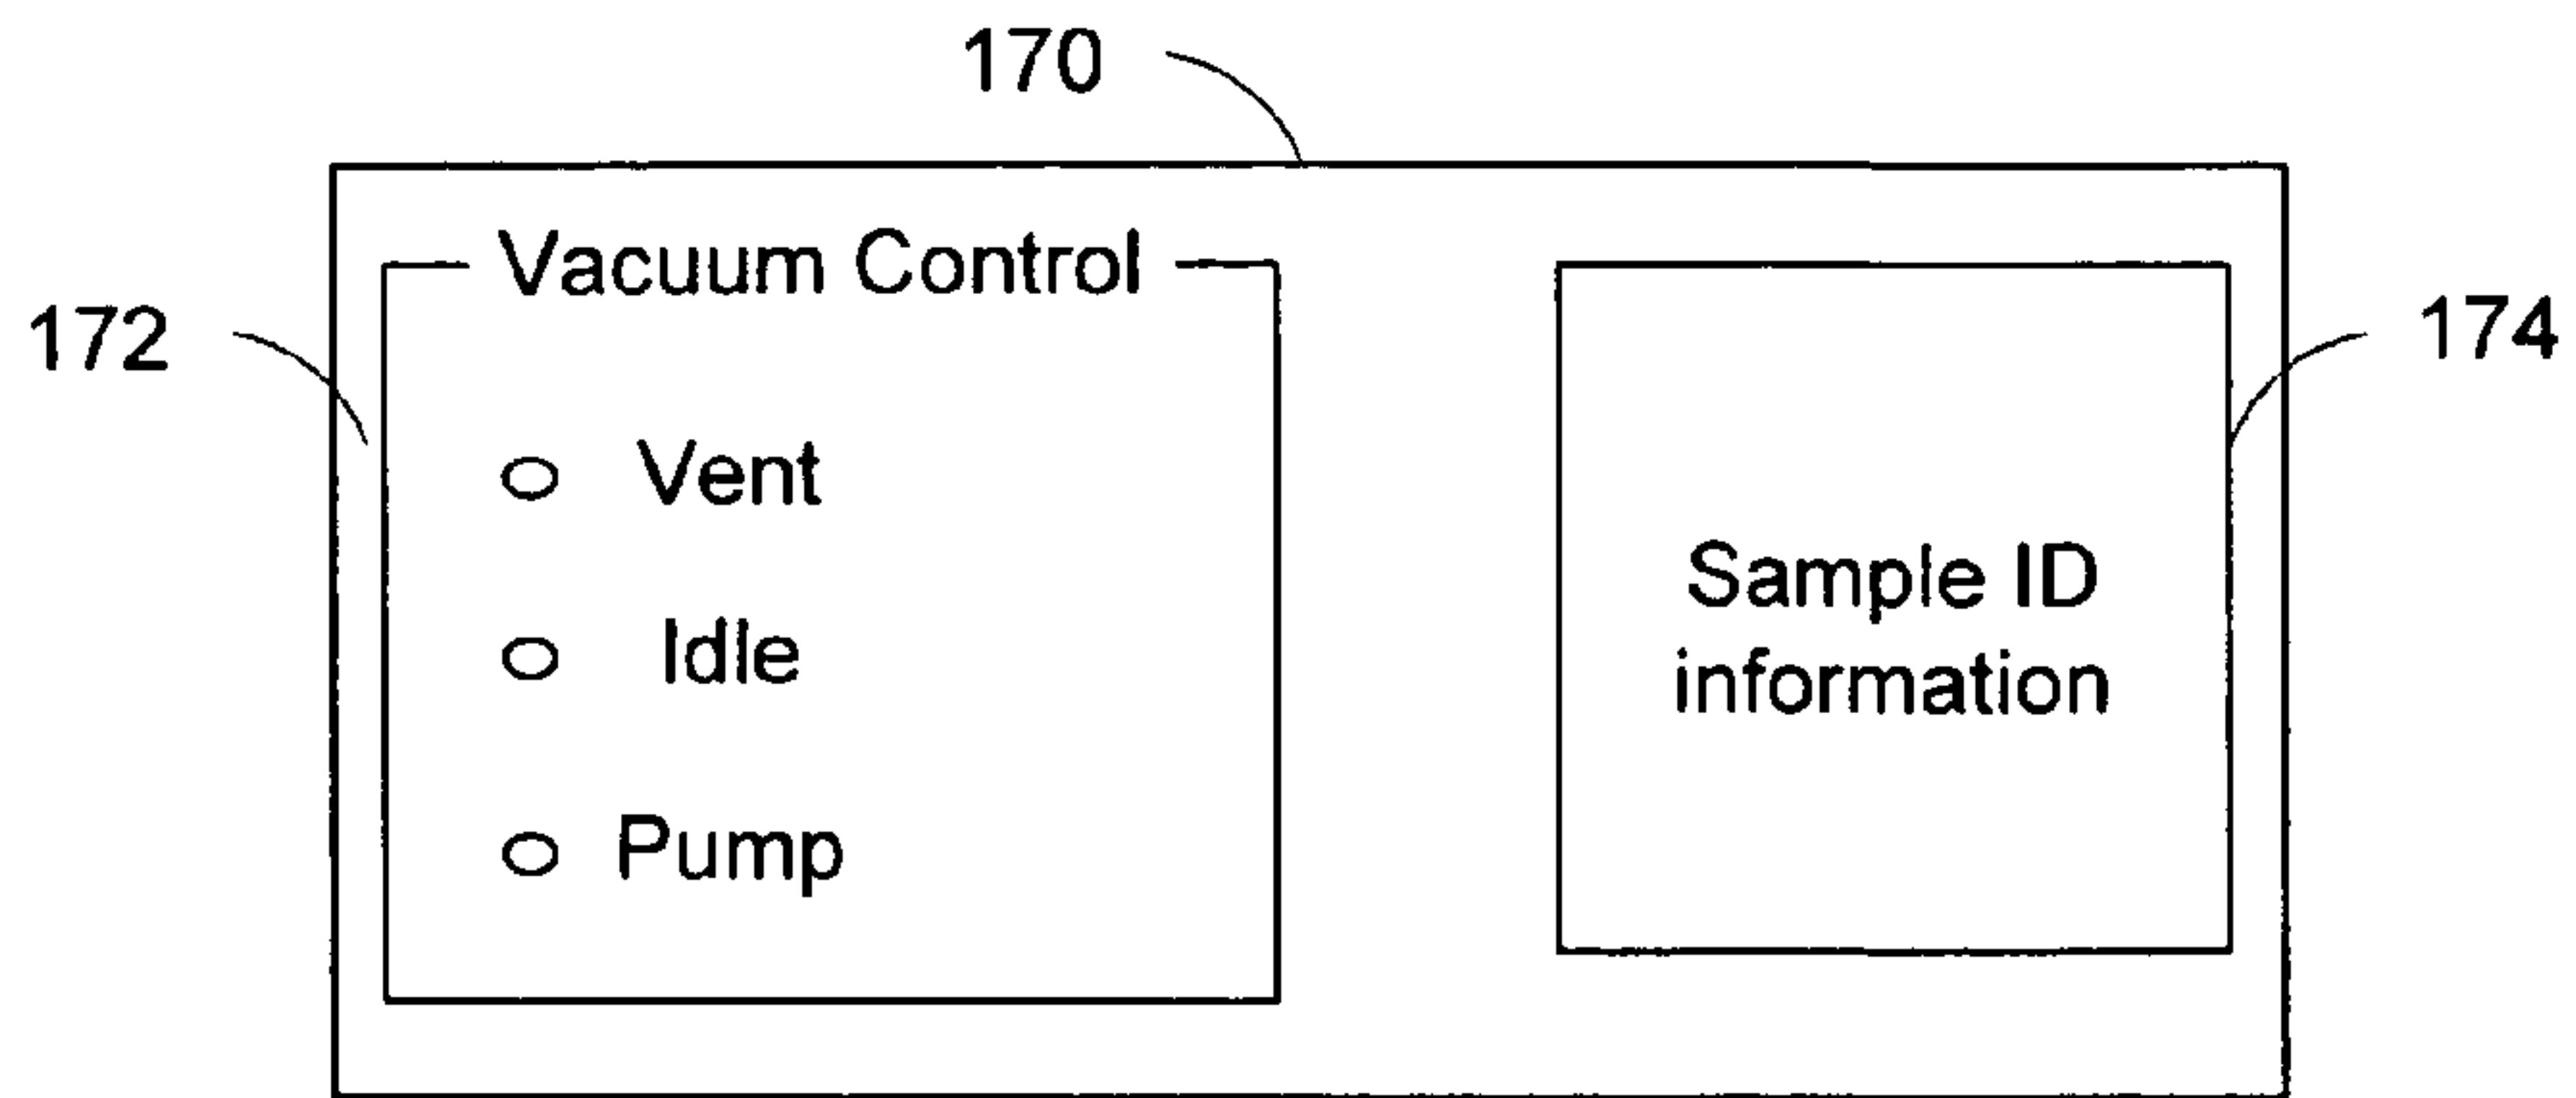 170
Vacuum Control
172
174
Vent
Idle
Pump
Sample ID
information